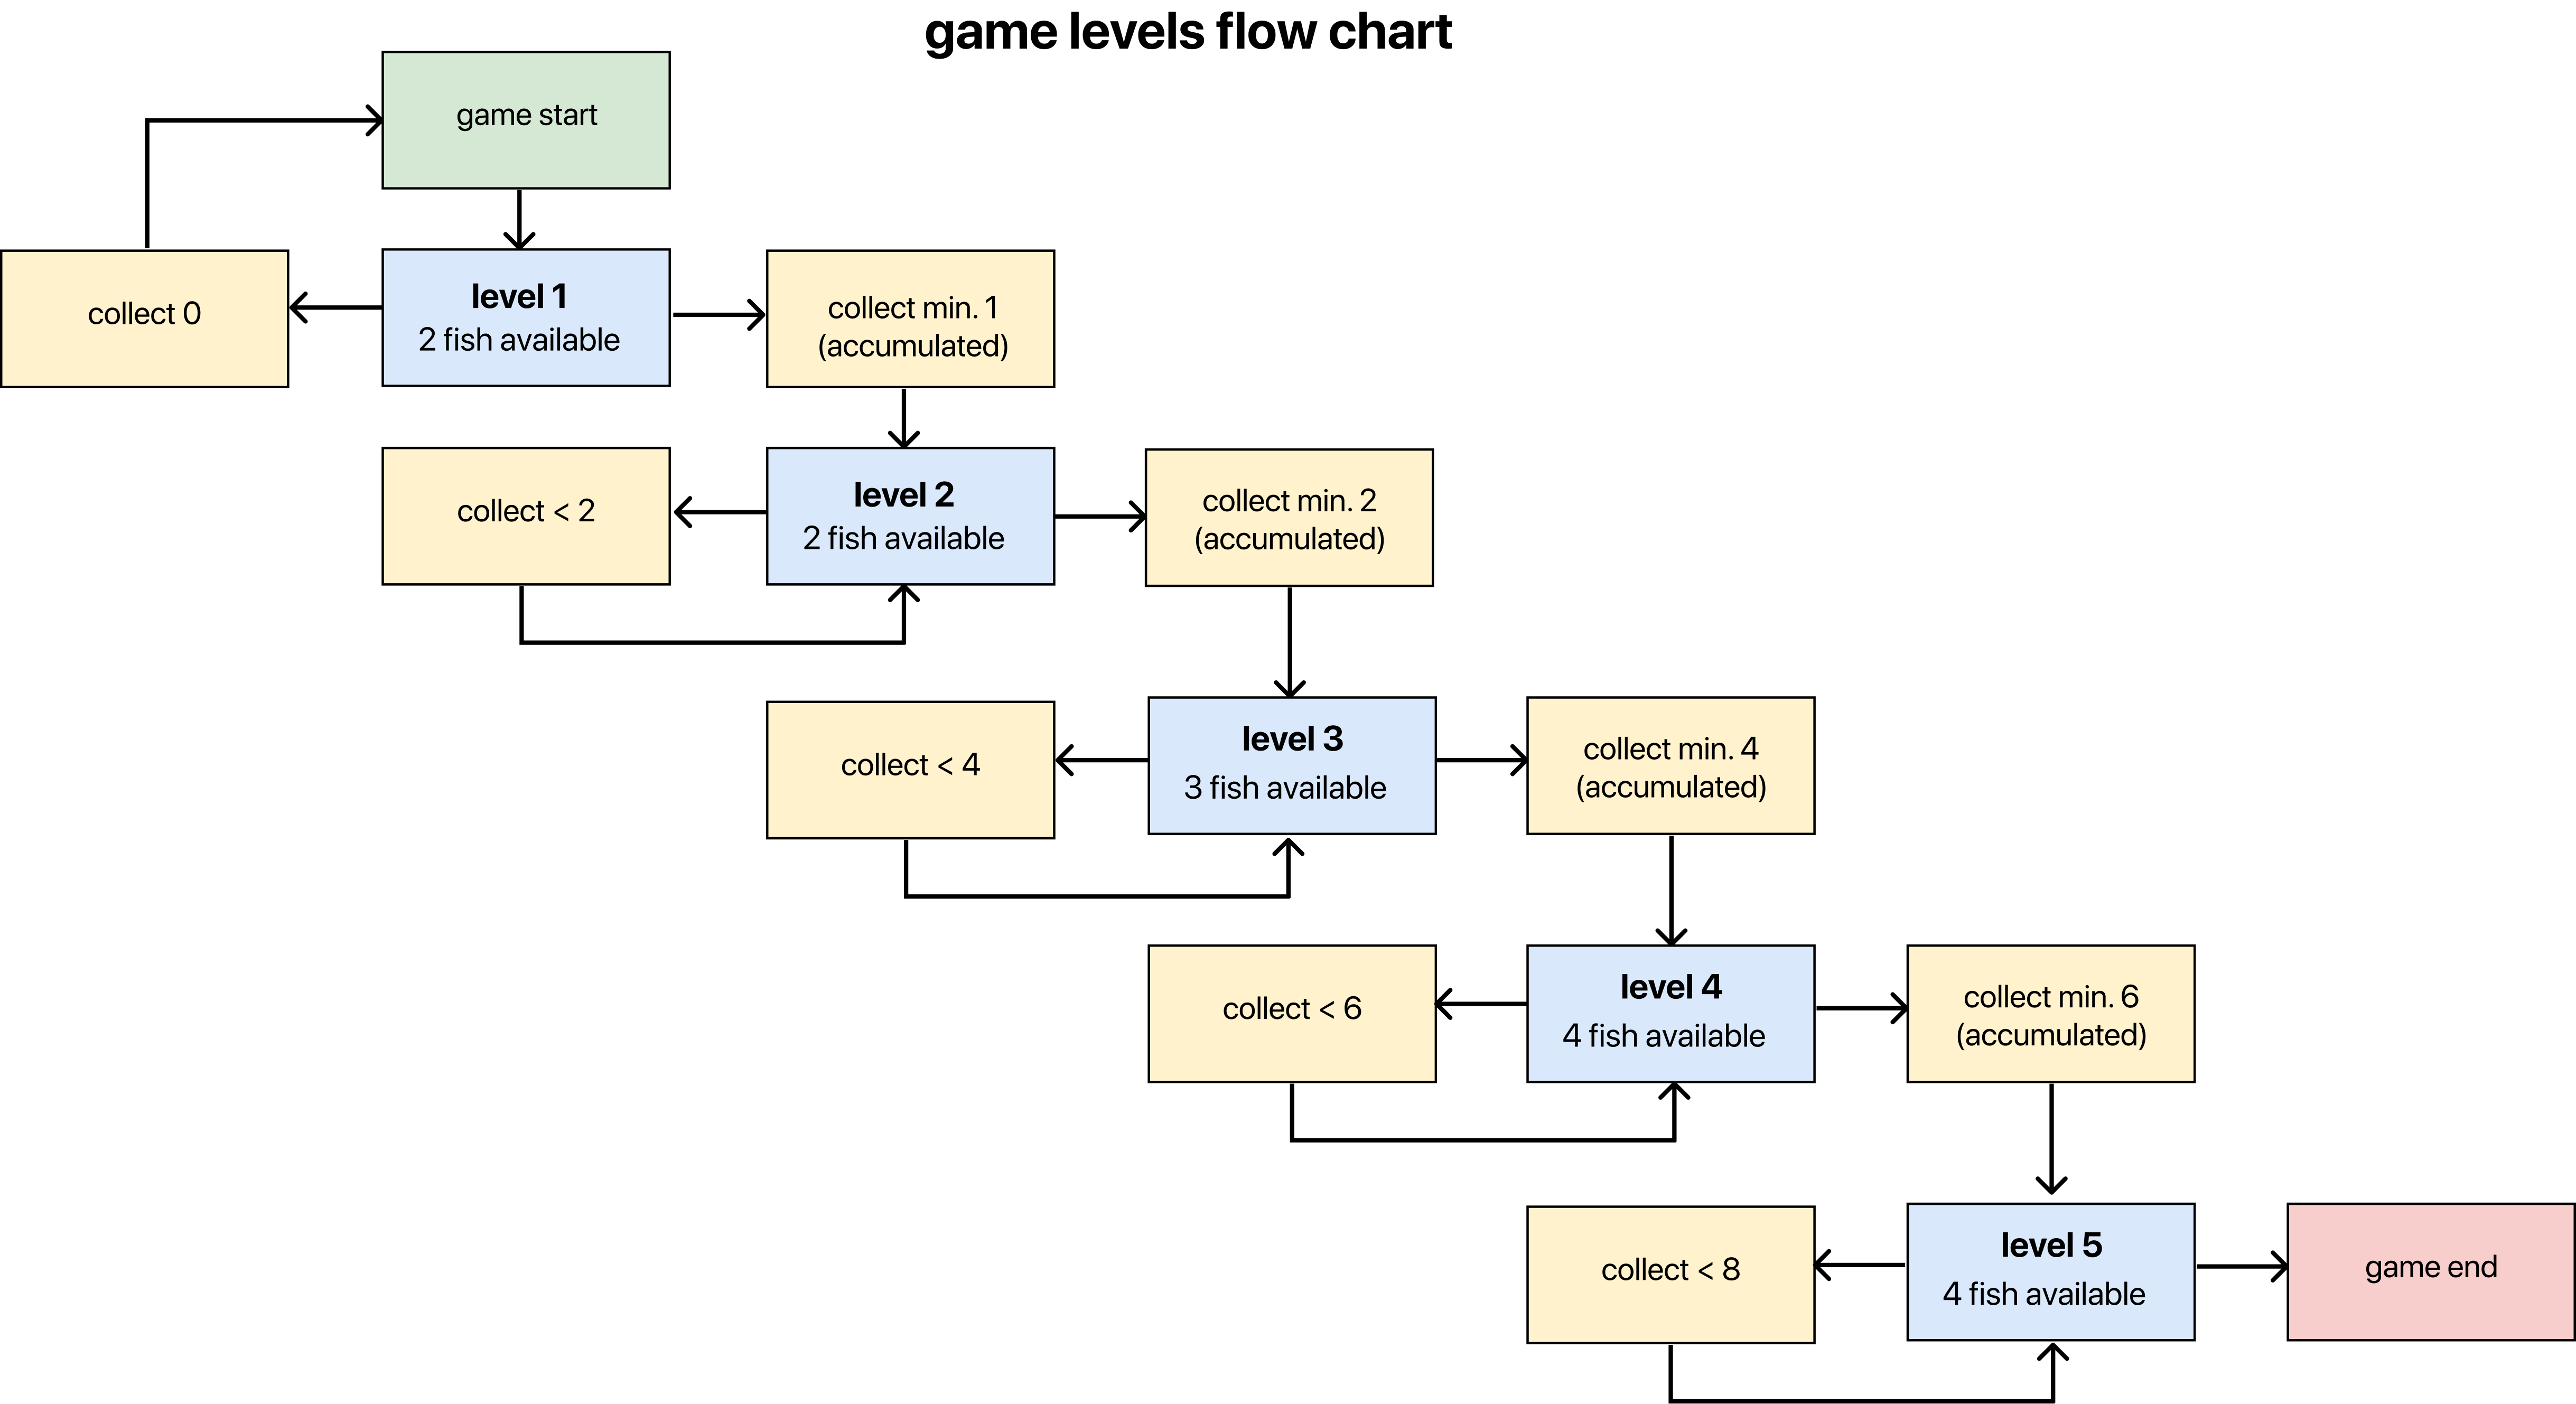 game levels flow chart
game start
collect 0
level 1
2 fish available
collect min. 1
(accumulated)
collect < 2
level 2
2 fish available
collect min. 2
(accumulated)
collect < 4
level 3
3 fish available
collect min. 4
(accumulated)
collect < 6
level 4
4 fish available
collect min. 6
(accumulated)
collect < 8
level 5
4 fish available
game end